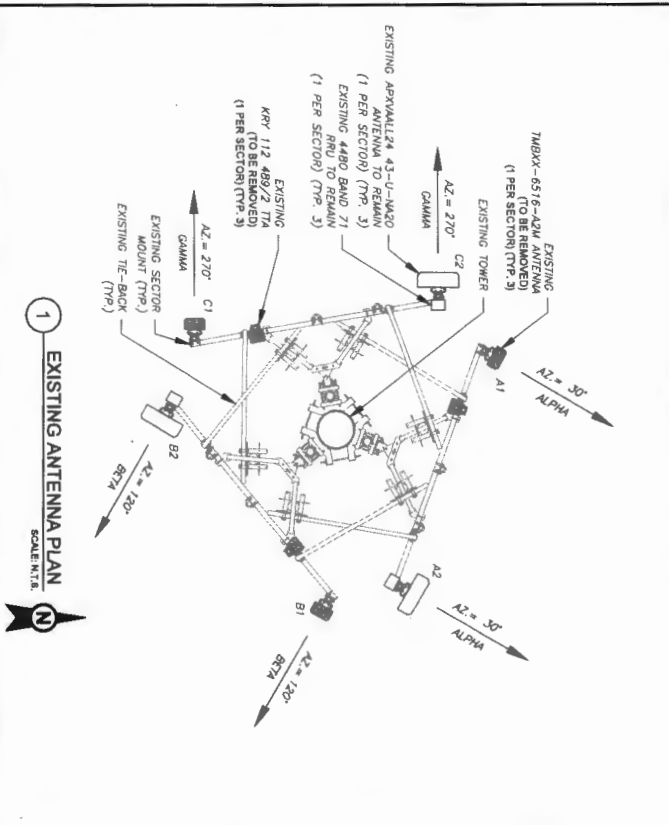 EXISTING
TMBXX-6516-A2M ANTENNA
(TO BE REMOVED)
(1 PER SECTOR) (TYP. 3)
EXISTING TOWER
EXISTING APXVAALL24 43-U-NA20
ANTENNA TO REMAIN
(1 PER SECTOR) (TYP. 3)
EXISTING 4480 BAND 71
RRU TO REMAIN
(1 PER SECTOR) (TYP. 3)
EXISTING
KRY 112 489/2 TTA
(TO BE REMOVED)
(1 PER SECTOR) (TYP. 3)
EXISTING SECTOR
MOUNT (TYP.)
EXISTING TIE-BACK
(TYP.)
AZ.= 30°
ALPHA
A1
AZ.= 30°
ALPHA
A2
AZ.= 120°
BETA
B1
AZ.= 120°
BETA
B2
AZ.= 270°
GAMMA
C1
AZ.= 270°
GAMMA
C2
1
EXISTING ANTENNA PLAN
SCALE: N.T.S.
N